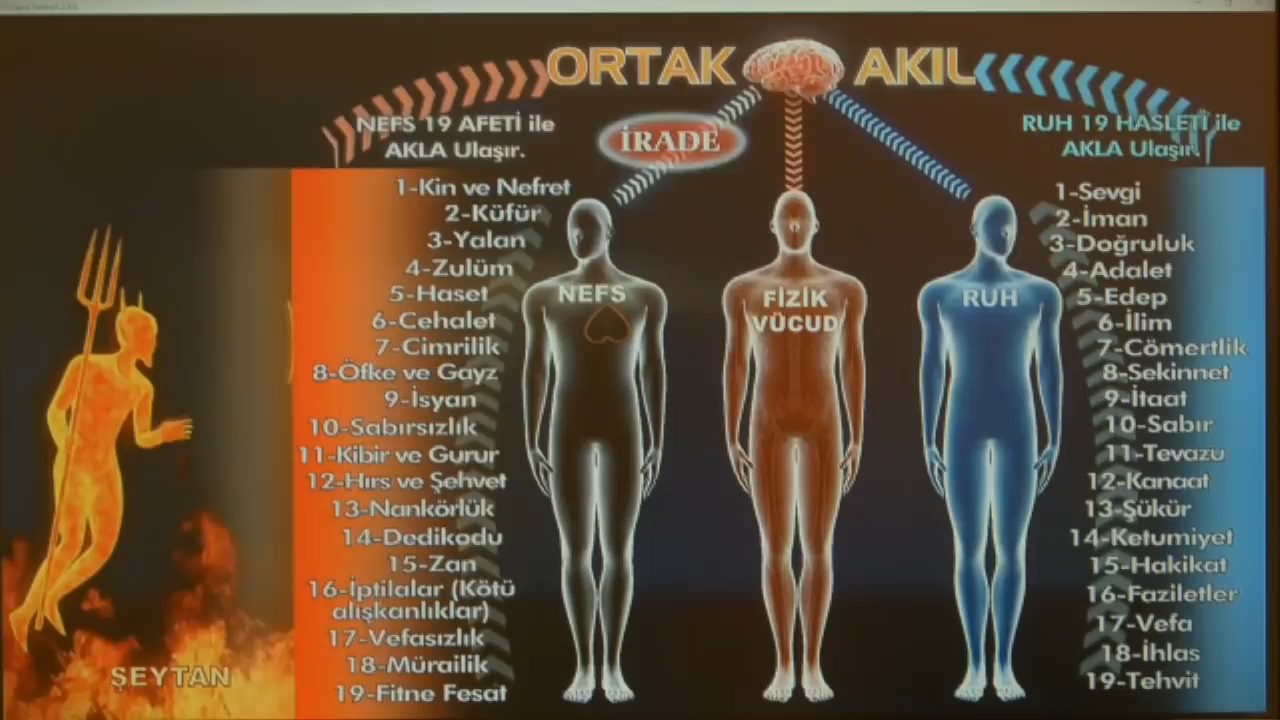 ORTAK AKIL
NEFS 19 AFETİ ile
AKLA Ulaşır.
İRADE
RUH 19 HASLETİ ile
AKLA Ulaşır.
1-Kin ve Nefret
2-Küfür
3-Yalan
4-Zulüm
5-Haset
6-Cehalet
7-Cimrilik
8-Öfke ve Gayz
9-İsyan
10-Sabırsızlık
11-Kibir ve Gurur
12-Hırs ve Şehvet
13-Nankörlük
14-Dedikodu
15-Zan
16-İptilalar (Kötü
alışkanlıklar)
17-Vefasızlık
18-Mürailik
19-Fitne Fesat
NEFS
FİZİK
VÜCUD
RUH
1-Sevgi
2-İman
3-Doğruluk
4-Adalet
5-Edep
6-İlim
7-Cömertlik
8-Sekinnet
9-İtaat
10-Sabır
11-Tevazu
12-Kanaat
13-Şükür
14-Ketumiyet
15-Hakikat
16-Faziletler
17-Vefa
18-İhlas
19-Tehvit
ŞEYTAN